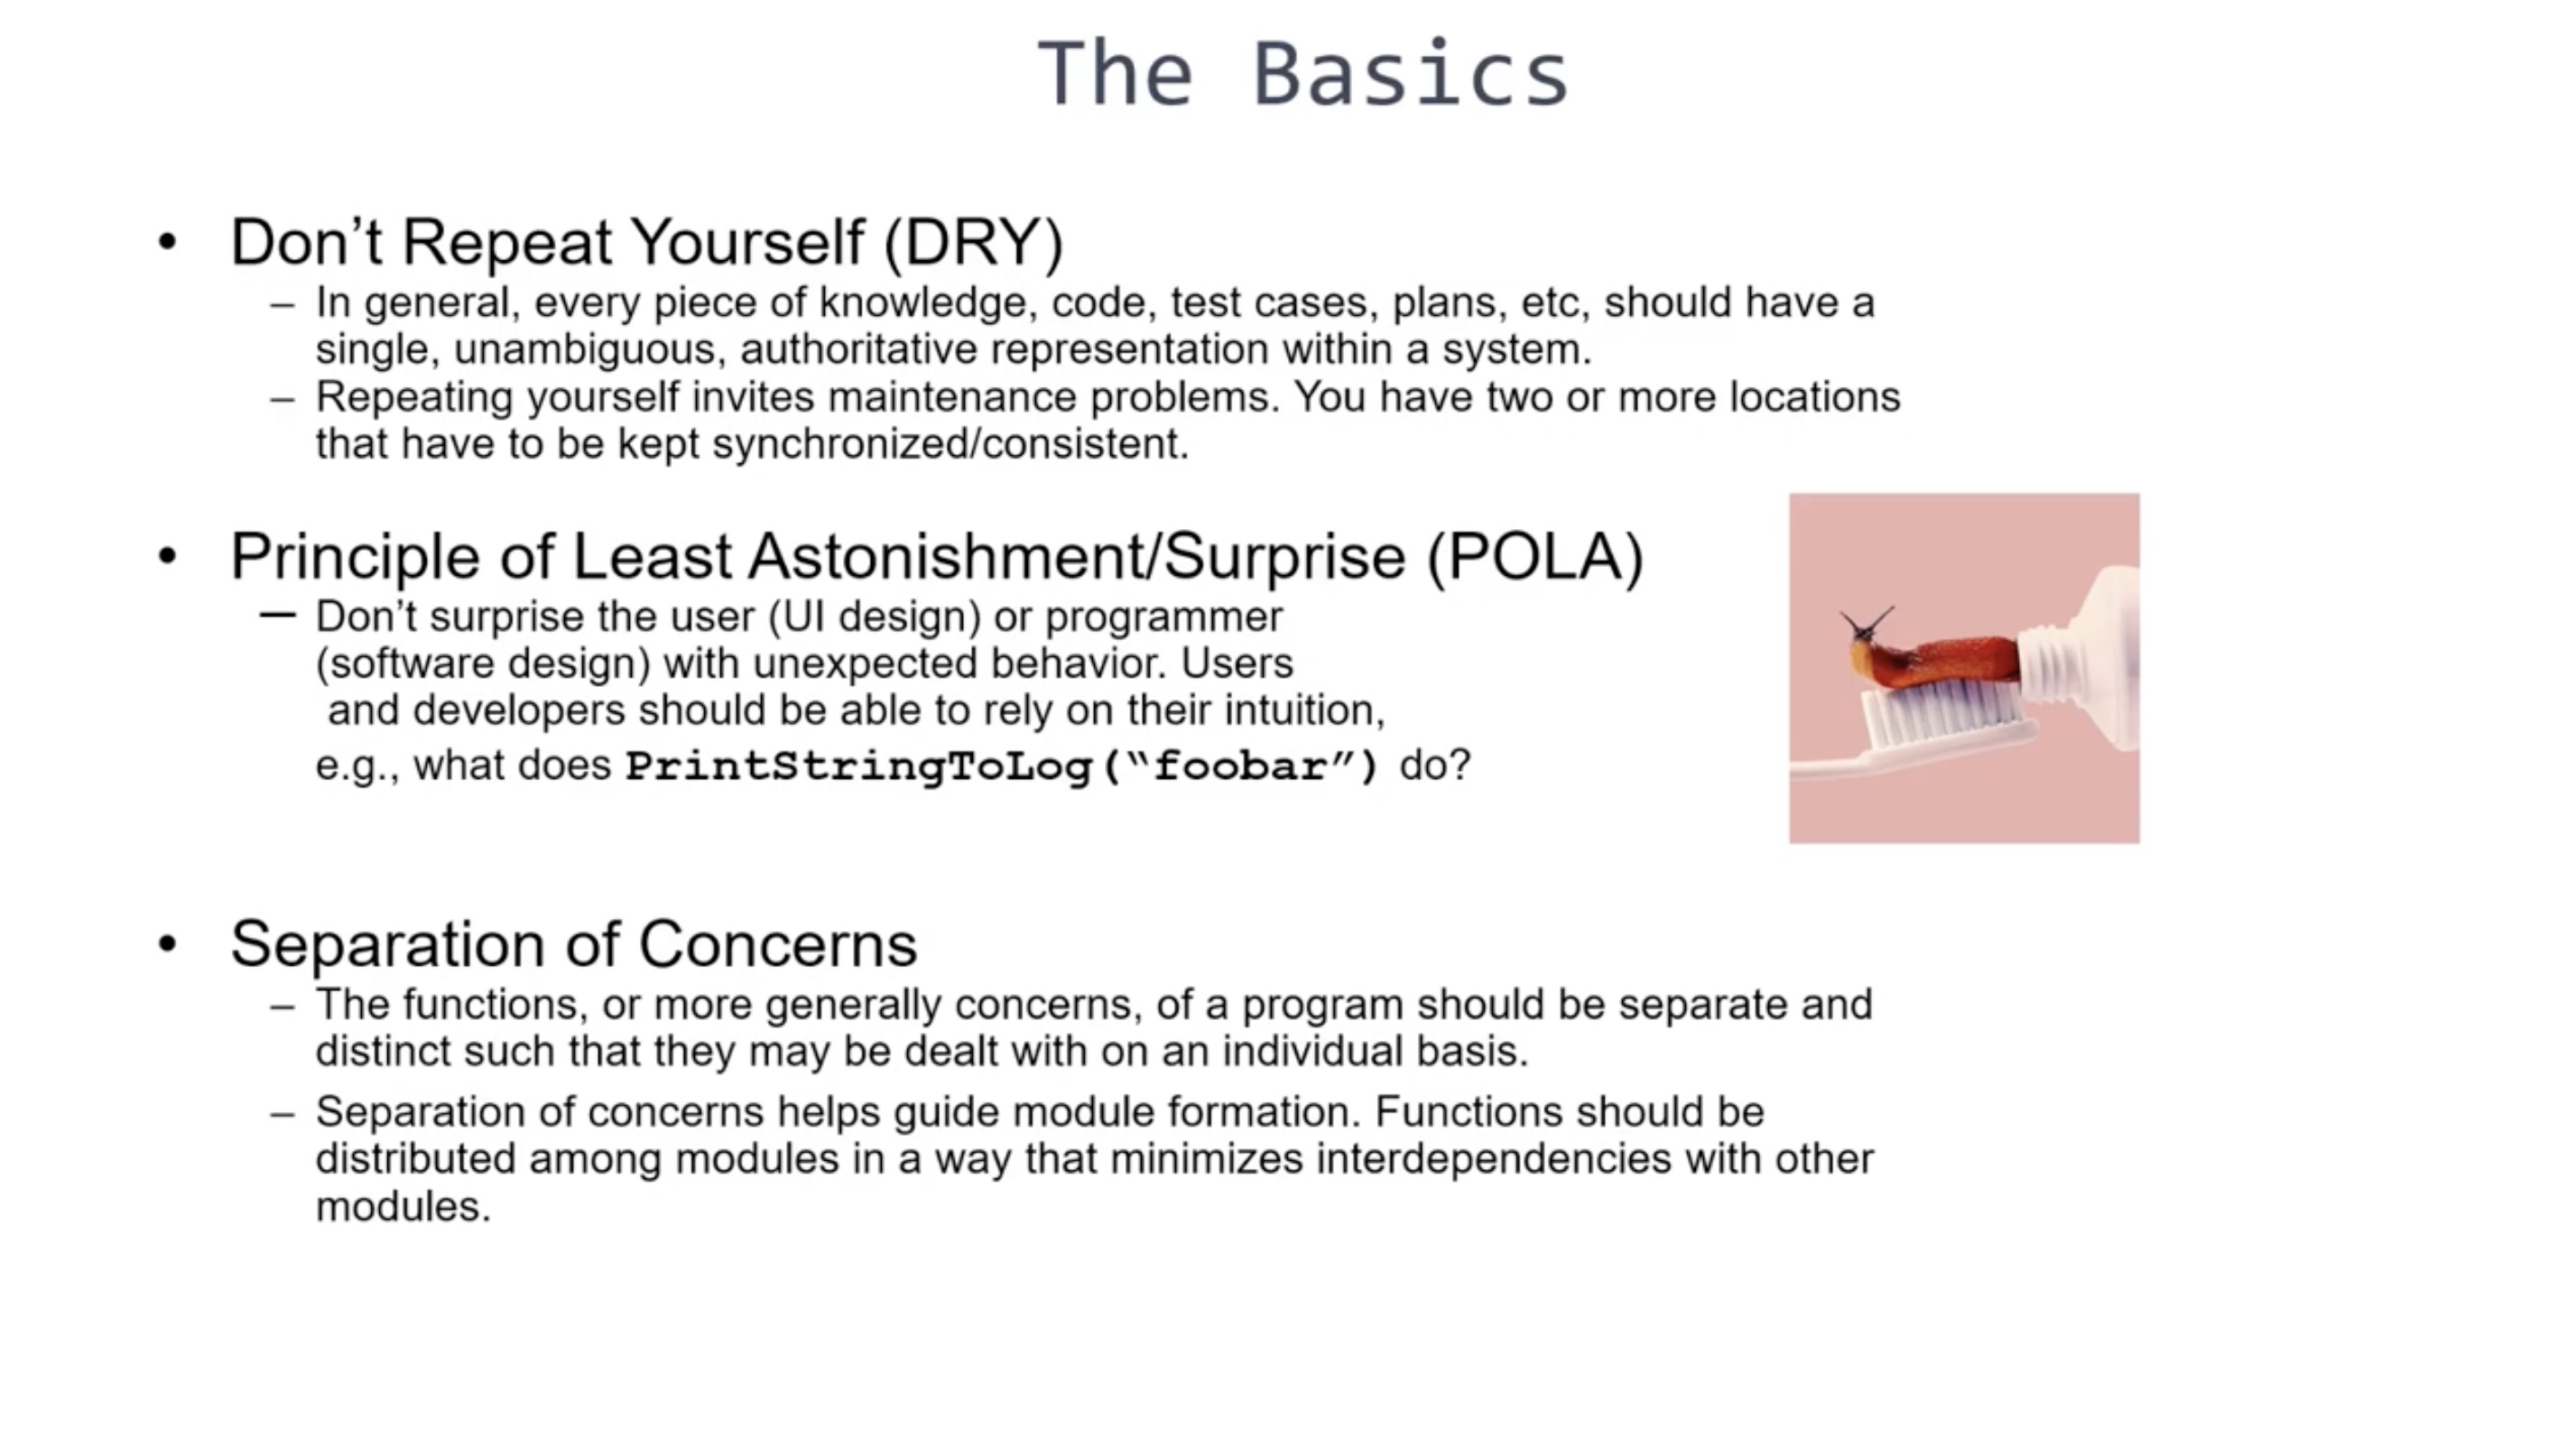 The Basics
• Don’t Repeat Yourself (DRY)
– In general, every piece of knowledge, code, test cases, plans, etc, should have a
single, unambiguous, authoritative representation within a system.
– Repeating yourself invites maintenance problems. You have two or more locations
that have to be kept synchronized/consistent.
• Principle of Least Astonishment/Surprise (POLA)
– Don’t surprise the user (UI design) or programmer
(software design) with unexpected behavior. Users
and developers should be able to rely on their intuition,
e.g., what does PrintStringToLog(“foobar”) do?
• Separation of Concerns
– The functions, or more generally concerns, of a program should be separate and
distinct such that they may be dealt with on an individual basis.
– Separation of concerns helps guide module formation. Functions should be
distributed among modules in a way that minimizes interdependencies with other
modules.